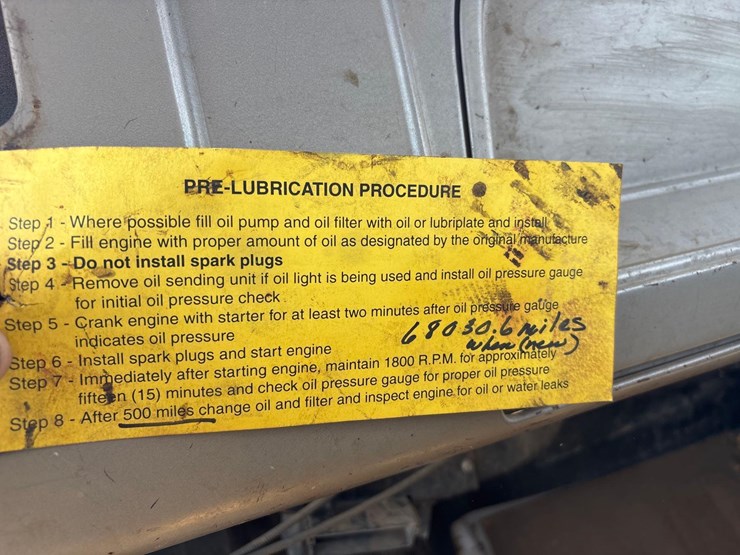 PRE-LUBRICATION PROCEDURE
Step 1 - Where possible fill oil pump and oil filter with oil or lubriplate and install
Step 2 - Fill engine with proper amount of oil as designated by the original manufacture
Step 3 - Do not install spark plugs
Step 4 - Remove oil sending unit if oil light is being used and install oil pressure gauge
for initial oil pressure check
Step 5 - Crank engine with starter for at least two minutes after oil pressure gauge
indicates oil pressure
68030.6 miles
when (new)
Step 6 - Install spark plugs and start engine
Step 7 - Immediately after starting engine, maintain 1800 R.P.M. for approximately
fifteen (15) minutes and check oil pressure gauge for proper oil pressure
Step 8 - After 500 miles change oil and filter and inspect engine for oil or water leaks